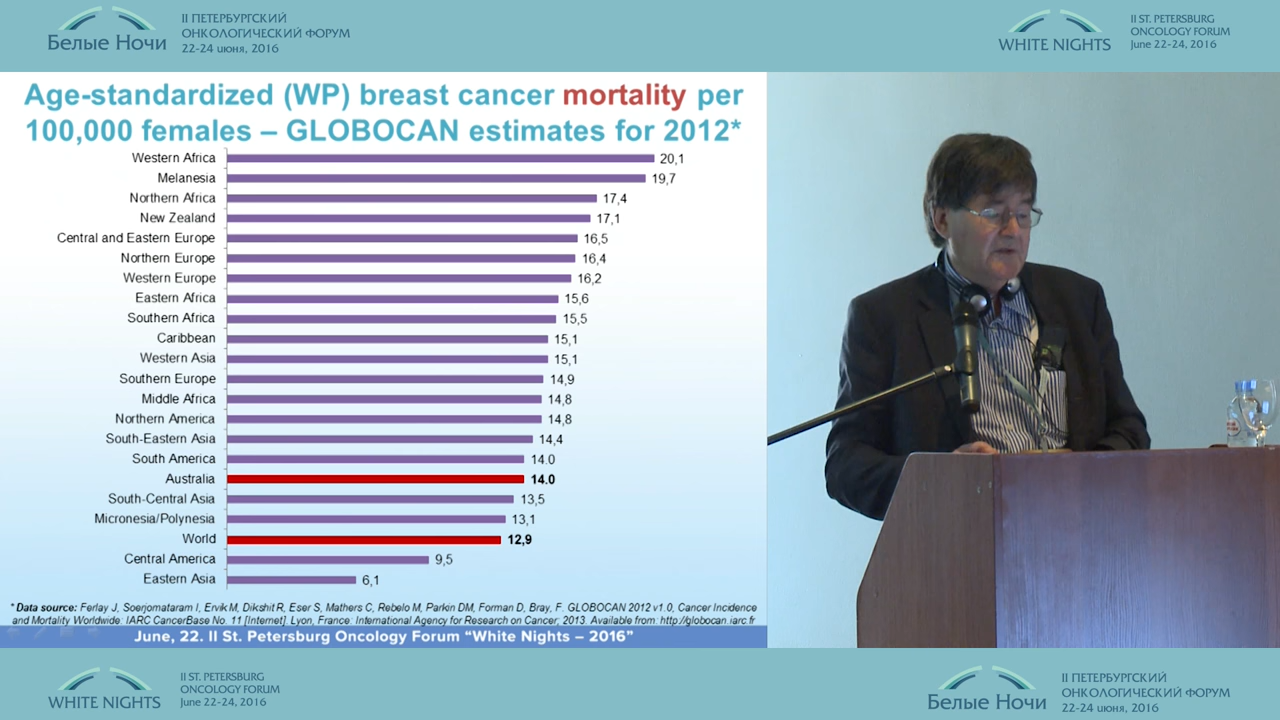 Белые Ночи
II ПЕТЕРБУРГСКИЙ
ОНКОЛОГИЧЕСКИЙ ФОРУМ
22-24 июня, 2016
WHITE NIGHTS
II ST. PETERSBURG
ONCOLOGY FORUM
June 22-24, 2016
Age-standardized (WP) breast cancer mortality per
100,000 females – GLOBOCAN estimates for 2012*
Western Africa 20,1
Melanesia 19,7
Northern Africa 17,4
New Zealand 17,1
Central and Eastern Europe 16,5
Northern Europe 16,4
Western Europe 16,2
Eastern Africa 15,6
Southern Africa 15,5
Caribbean 15,1
Western Asia 15,1
Southern Europe 14,9
Middle Africa 14,8
Northern America 14,8
South-Eastern Asia 14,4
South America 14.0
Australia 14.0
South-Central Asia 13,5
Micronesia/Polynesia 13,1
World 12,9
Central America 9,5
Eastern Asia 6,1
* Data source: Ferlay J, Soerjomataram I, Ervik M, Dikshit R, Eser S, Mathers C, Rebelo M, Parkin DM, Forman D, Bray, F. GLOBOCAN 2012 v1.0, Cancer Incidence
and Mortality Worldwide: IARC CancerBase No. 11 [Internet]. Lyon, France: International Agency for Research on Cancer; 2013. Available from: http://globocan.iarc.fr
June, 22. II St. Petersburg Oncology Forum “White Nights – 2016”
WHITE NIGHTS
II ST. PETERSBURG
ONCOLOGY FORUM
June 22-24, 2016
Белые Ночи
II ПЕТЕРБУРГСКИЙ
ОНКОЛОГИЧЕСКИЙ ФОРУМ
22-24 июня, 2016